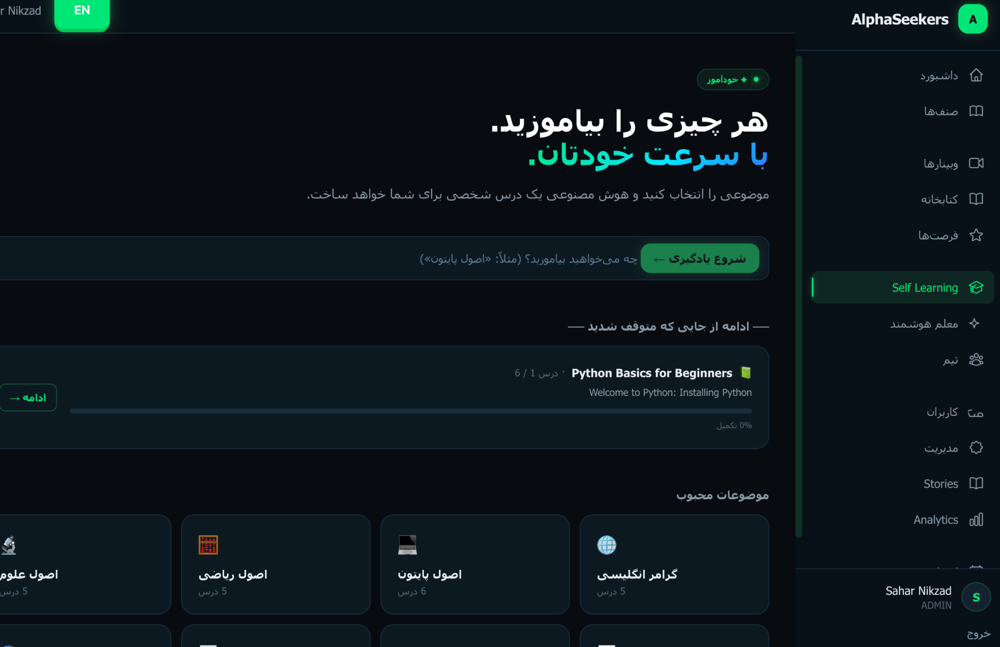 AlphaSeekers
A
داشبورد
صنف‌ها
وبینارها
کتابخانه
فرصت‌ها
Self Learning
معلم هوشمند
تیم
کاربران
مدیریت
Stories
Analytics
Sahar Nikzad
S
ADMIN
خروج
r Nikzad
EN
✦ خودآموز
هر چیزی را بیاموزید.
با سرعت خودتان.
موضوعی را انتخاب کنید و هوش مصنوعی یک درس شخصی برای شما خواهد ساخت.
شروع یادگیری ←
چه می‌خواهید بیاموزید؟ (مثلاً: «اصول پایتون»)
── ادامه از جایی که متوقف شدید ──
Python Basics for Beginners · درس 1 / 6
Welcome to Python: Installing Python
0% تکمیل
ادامه →
موضوعات محبوب
گرامر انگلیسی
5 درس
اصول پایتون
6 درس
اصول ریاضی
5 درس
اصول علوم
5 درس